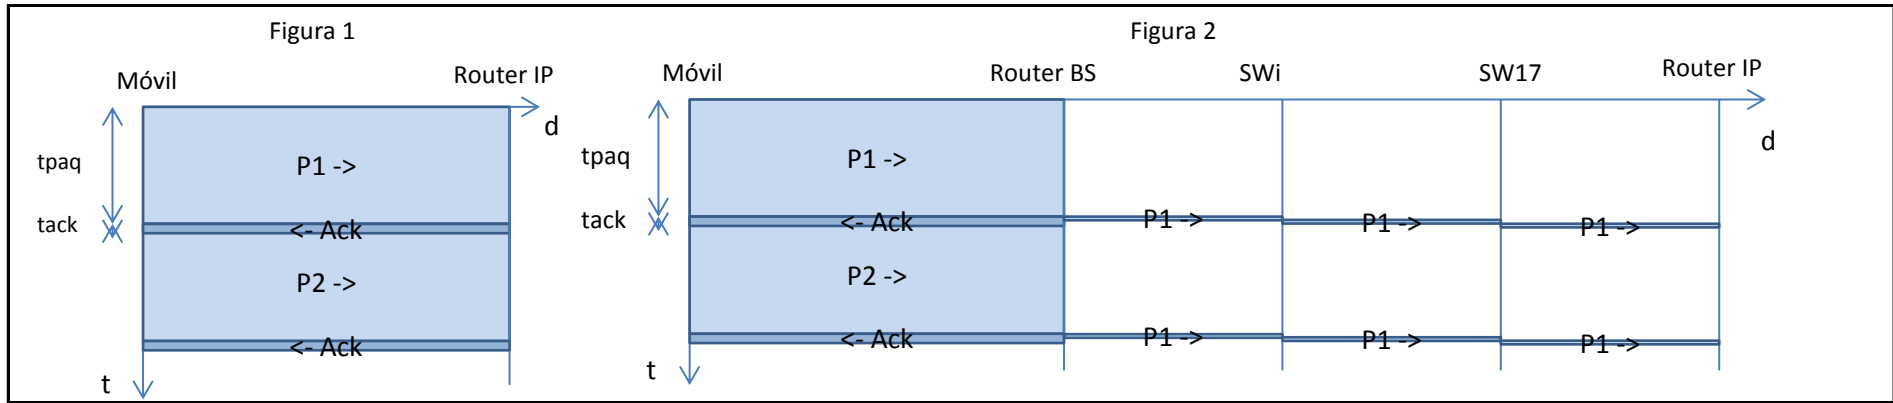 Figura 1
Móvil
Router IP
d
tpaq
P1 ->
tack
<- Ack
P2 ->
<- Ack
t
Figura 2
Móvil
Router BS
SWi
SW17
Router IP
d
tpaq
P1 ->
tack
<- Ack
P1 ->
P1 ->
P1 ->
P2 ->
<- Ack
P1 ->
P1 ->
P1 ->
t